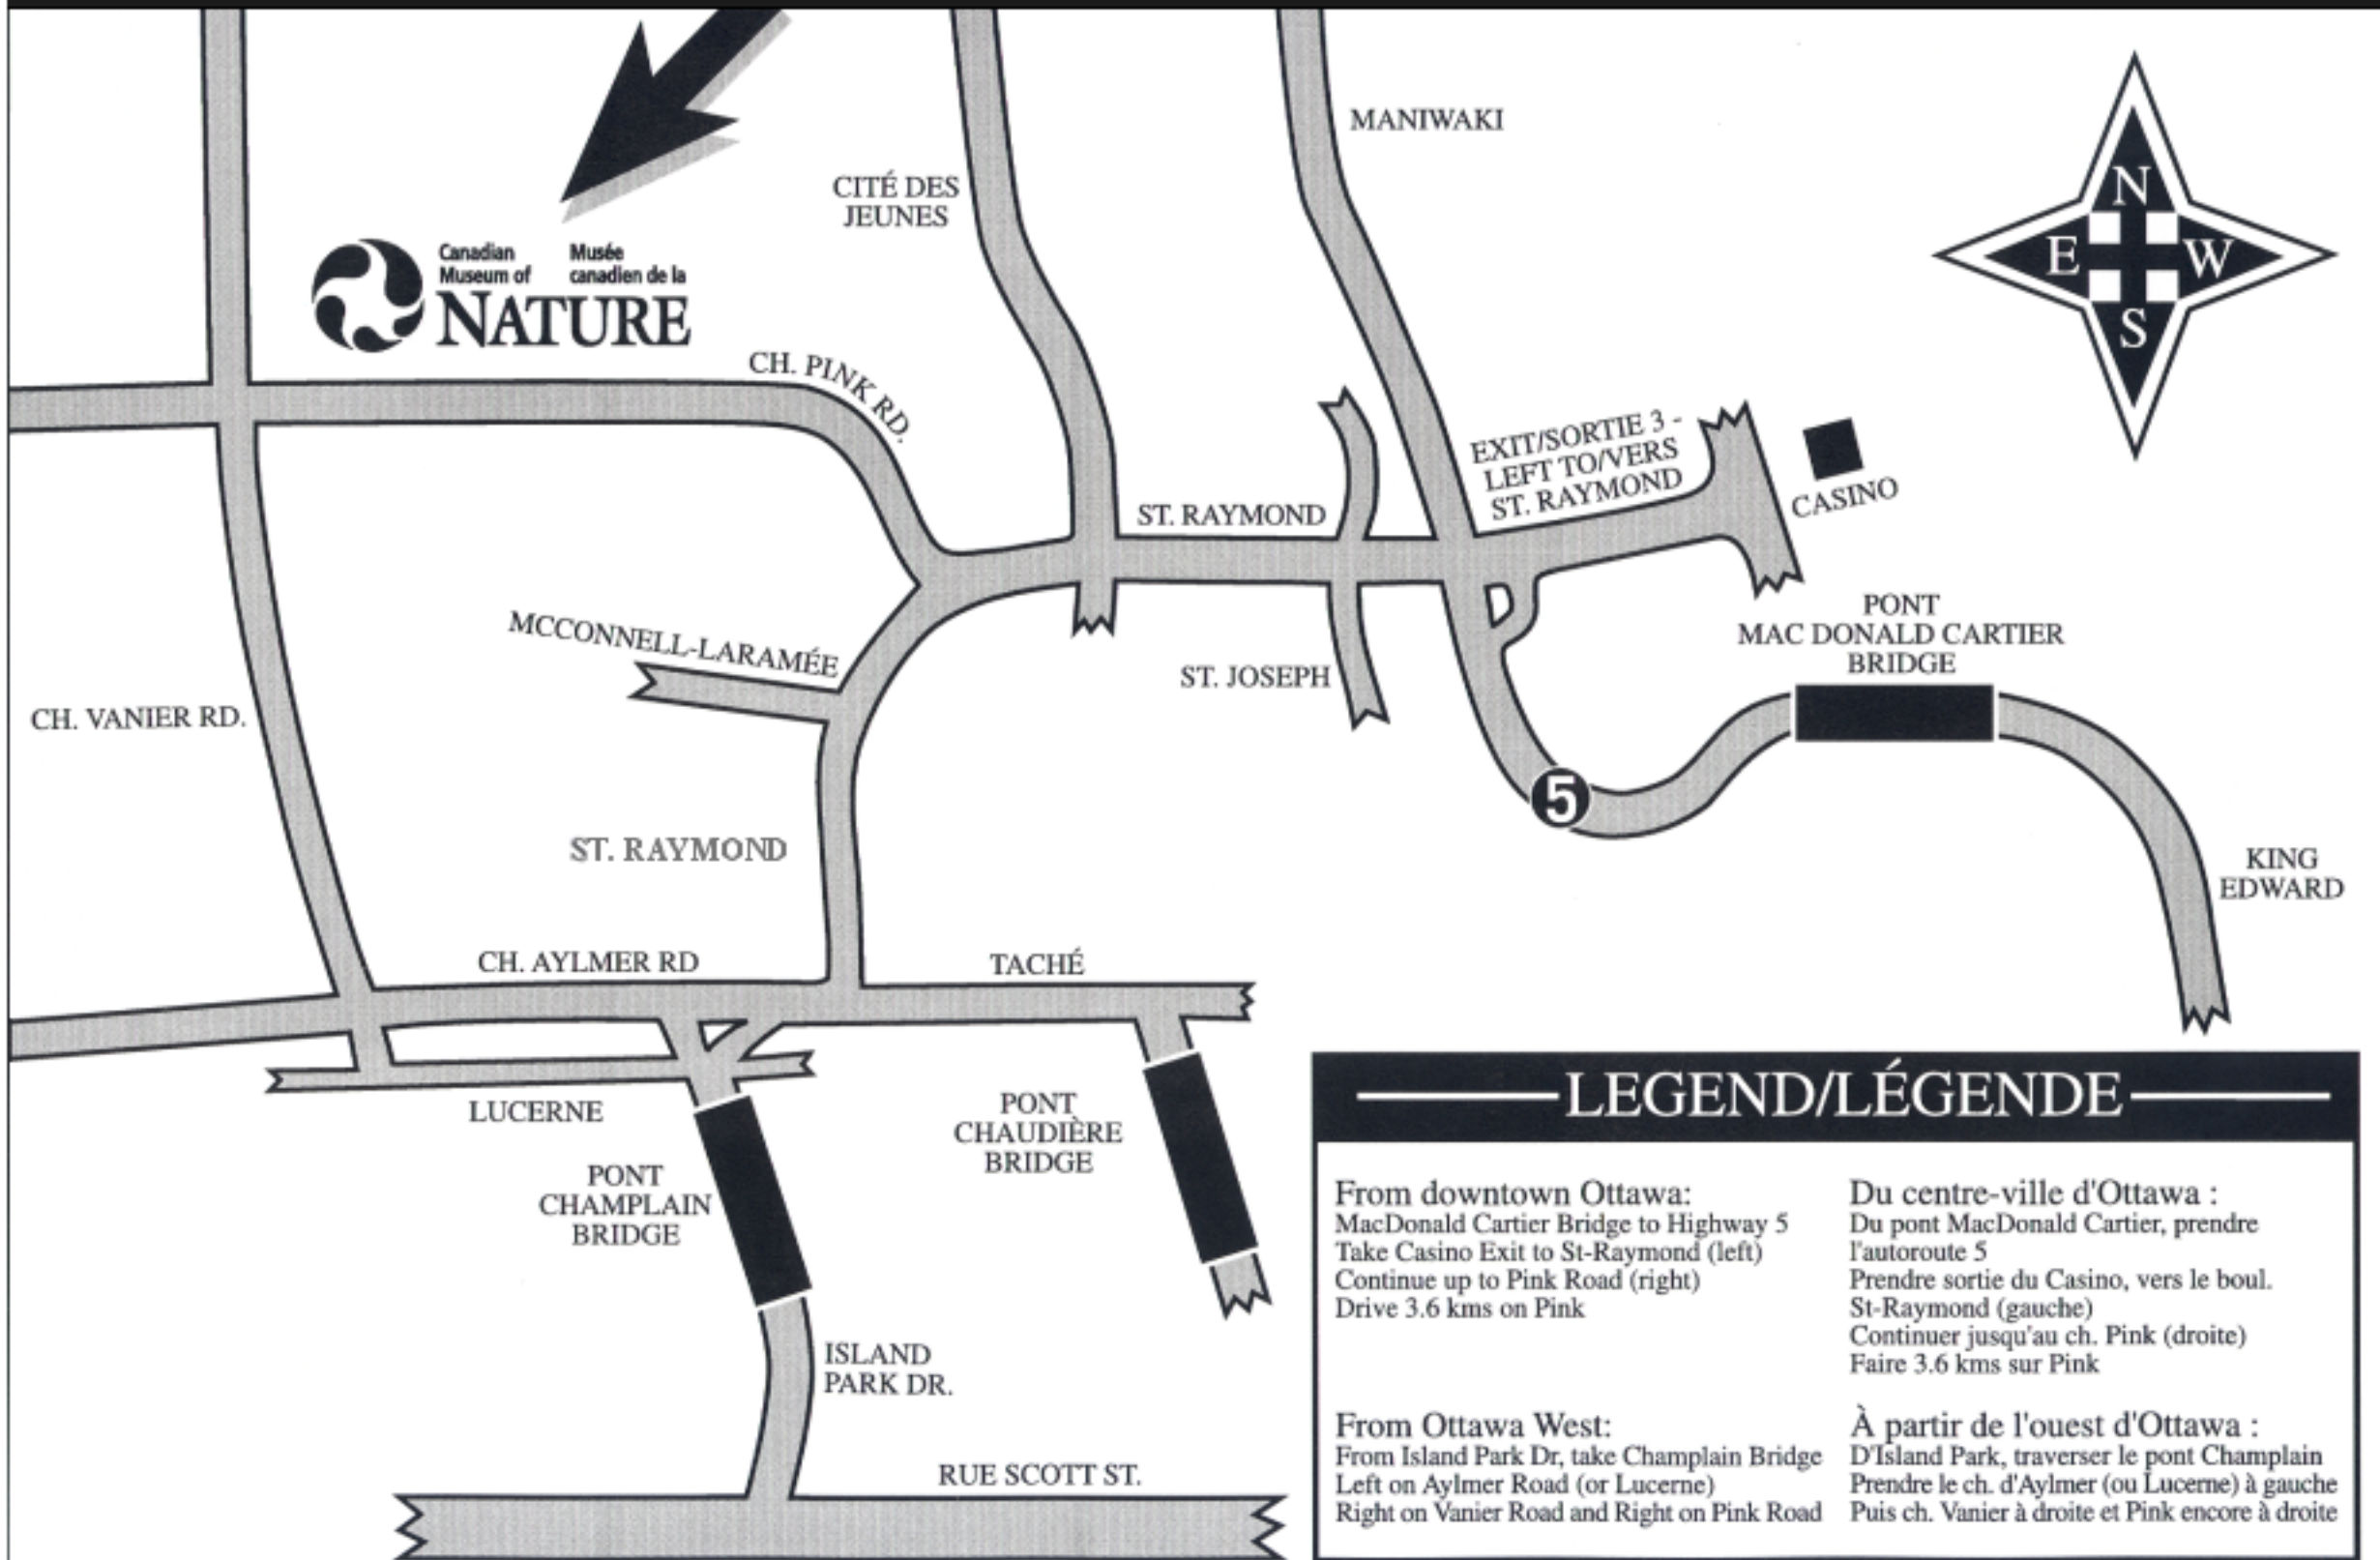 MANIWAKI
CITÉ DES
JEUNES
N
E
W
S
Canadian
Museum of
Musée
canadien de la
NATURE
CH. PINK RD.
EXIT/SORTIE 3 -
LEFT TO/VERS
ST. RAYMOND
CASINO
ST. RAYMOND
MCCONNELL-LARAMÉE
ST. JOSEPH
PONT
MAC DONALD CARTIER
BRIDGE
CH. VANIER RD.
5
ST. RAYMOND
KING
EDWARD
CH. AYLMER RD
TACHÉ
LUCERNE
PONT
CHAUDIÈRE
BRIDGE
PONT
CHAMPLAIN
BRIDGE
ISLAND
PARK DR.
RUE SCOTT ST.
LEGEND/LÉGENDE
From downtown Ottawa:
MacDonald Cartier Bridge to Highway 5
Take Casino Exit to St-Raymond (left)
Continue up to Pink Road (right)
Drive 3.6 kms on Pink
Du centre-ville d'Ottawa :
Du pont MacDonald Cartier, prendre
l'autoroute 5
Prendre sortie du Casino, vers le boul.
St-Raymond (gauche)
Continuer jusqu'au ch. Pink (droite)
Faire 3.6 kms sur Pink
From Ottawa West:
From Island Park Dr, take Champlain Bridge
Left on Aylmer Road (or Lucerne)
Right on Vanier Road and Right on Pink Road
À partir de l'ouest d'Ottawa :
D'Island Park, traverser le pont Champlain
Prendre le ch. d'Aylmer (ou Lucerne) à gauche
Puis ch. Vanier à droite et Pink encore à droite